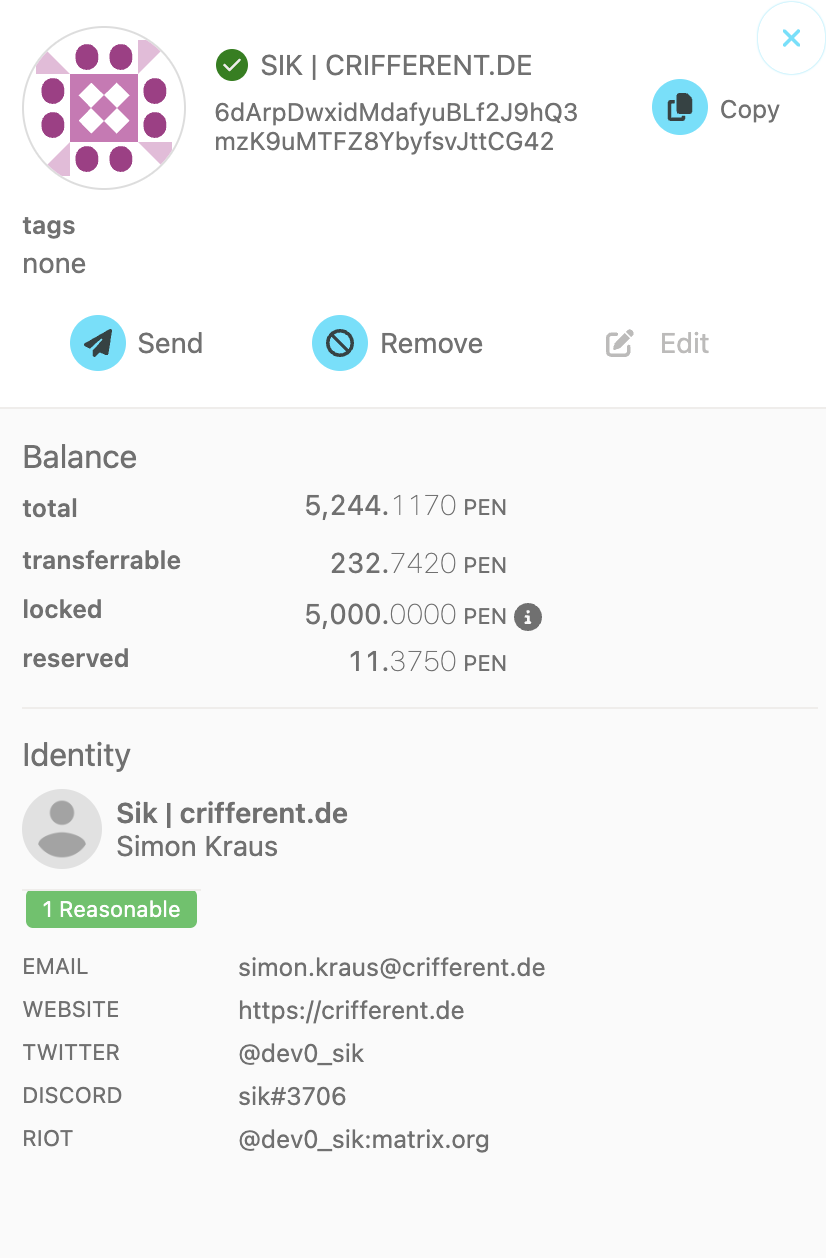 SIK | CRIFFERENT.DE
6dArpDwxidMdafyuBLf2J9hQ3
mzK9uMTFZ8YbyfsvJttCG42
Copy
tags
none
Send
Remove
Edit
Balance
total 5,244.1170 PEN
transferrable 232.7420 PEN
locked 5,000.0000 PEN
reserved 11.3750 PEN
Identity
Sik | crifferent.de
Simon Kraus
1 Reasonable
EMAIL simon.kraus@crifferent.de
WEBSITE https://crifferent.de
TWITTER @dev0_sik
DISCORD sik#3706
RIOT @dev0_sik:matrix.org